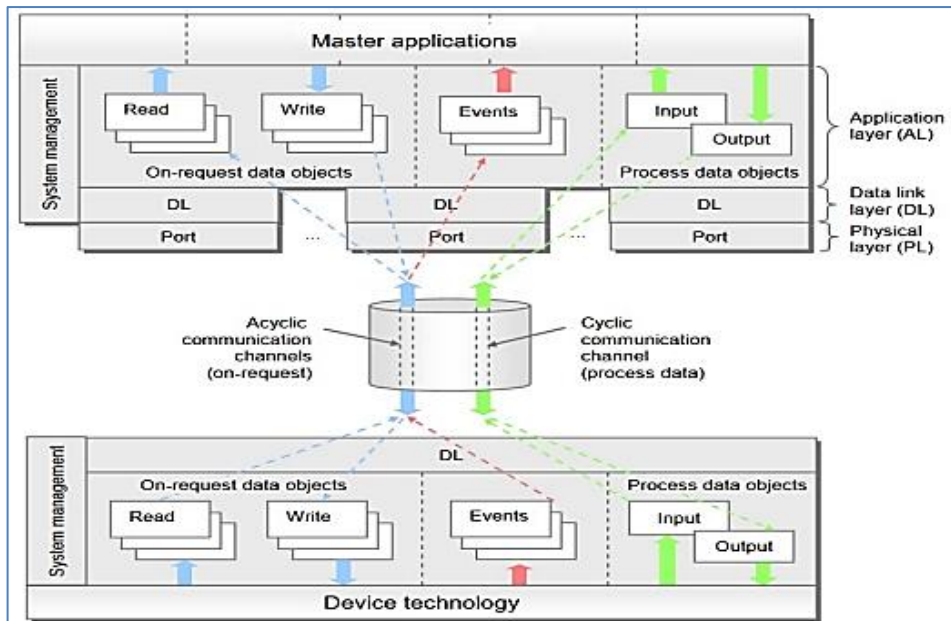 Master applications
System management
Read
Write
Events
Input
Output
On-request data objects
Process data objects
Application
layer (AL)
DL
DL
DL
Data link
layer (DL)
Port
...
Port
...
Port
Physical
layer (PL)
Acyclic
communication
channels
(on-request)
Cyclic
communication
channel
(process data)
System management
DL
On-request data objects
Process data objects
Read
Write
Events
Input
Output
Device technology